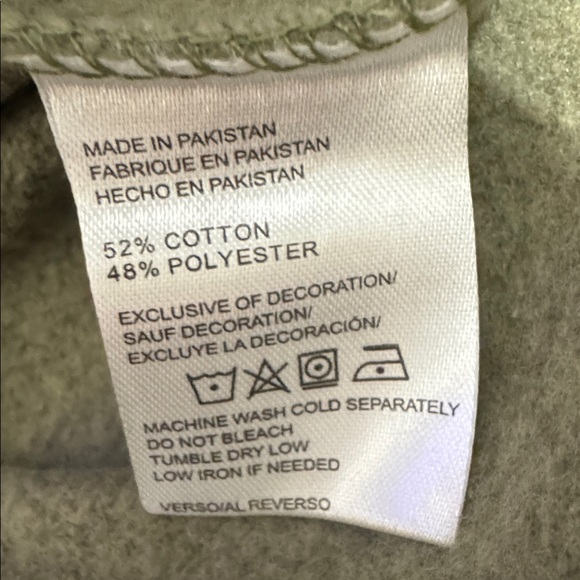 MADE IN PAKISTAN
FABRIQUE EN PAKISTAN
HECHO EN PAKISTAN
52% COTTON
48% POLYESTER
EXCLUSIVE OF DECORATION/
SAUF DECORATION/
EXCLUYE LA DECORACIÓN/
MACHINE WASH COLD SEPARATELY
DO NOT BLEACH
TUMBLE DRY LOW
LOW IRON IF NEEDED
VERSO/AL REVERSO